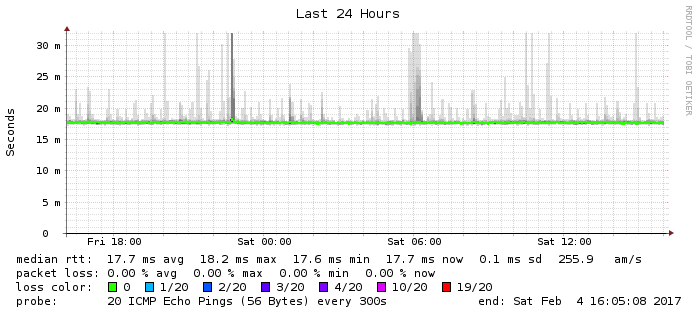 Last 24 Hours
RRDTOOL / TOBI OETIKER
Seconds
30 m
25 m
20 m
15 m
10 m
5 m
0
Fri 18:00 Sat 00:00 Sat 06:00 Sat 12:00
median rtt: 17.7 ms avg 18.2 ms max 17.6 ms min 17.7 ms now 0.1 ms sd 255.9 am/s
packet loss: 0.00 % avg 0.00 % max 0.00 % min 0.00 % now
loss color: 0 1/20 2/20 3/20 4/20 10/20 19/20
probe: 20 ICMP Echo Pings (56 Bytes) every 300s end: Sat Feb 4 16:05:08 2017